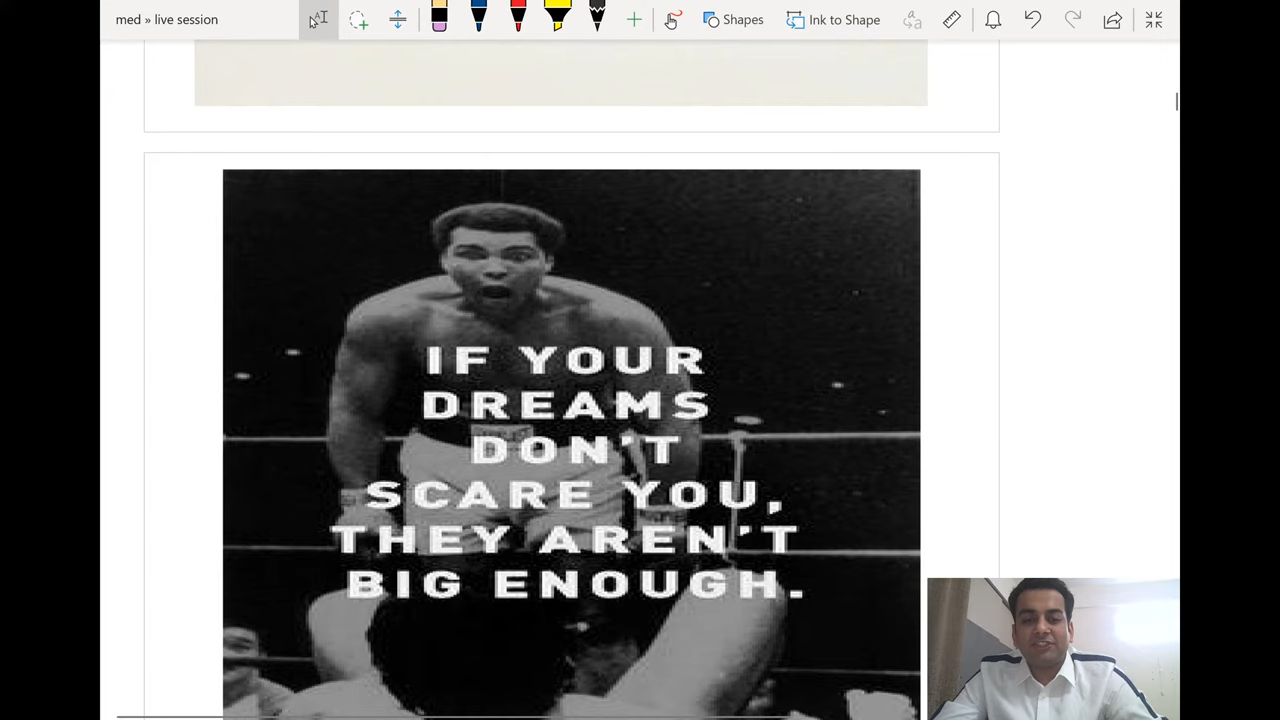 med » live session
Shapes
Ink to Shape
IF YOUR
DREAMS
DON'T
SCARE YOU,
THEY AREN'T
BIG ENOUGH.